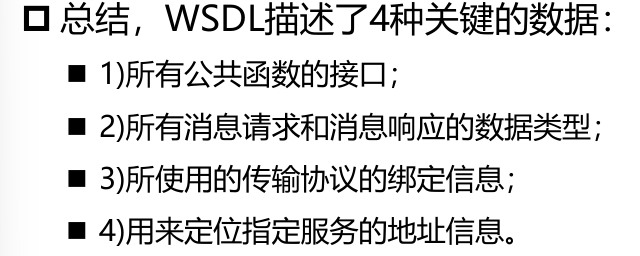 总结，WSDL描述了4种关键的数据：
1)所有公共函数的接口；
2)所有消息请求和消息响应的数据类型；
3)所使用的传输协议的绑定信息；
4)用来定位指定服务的地址信息。